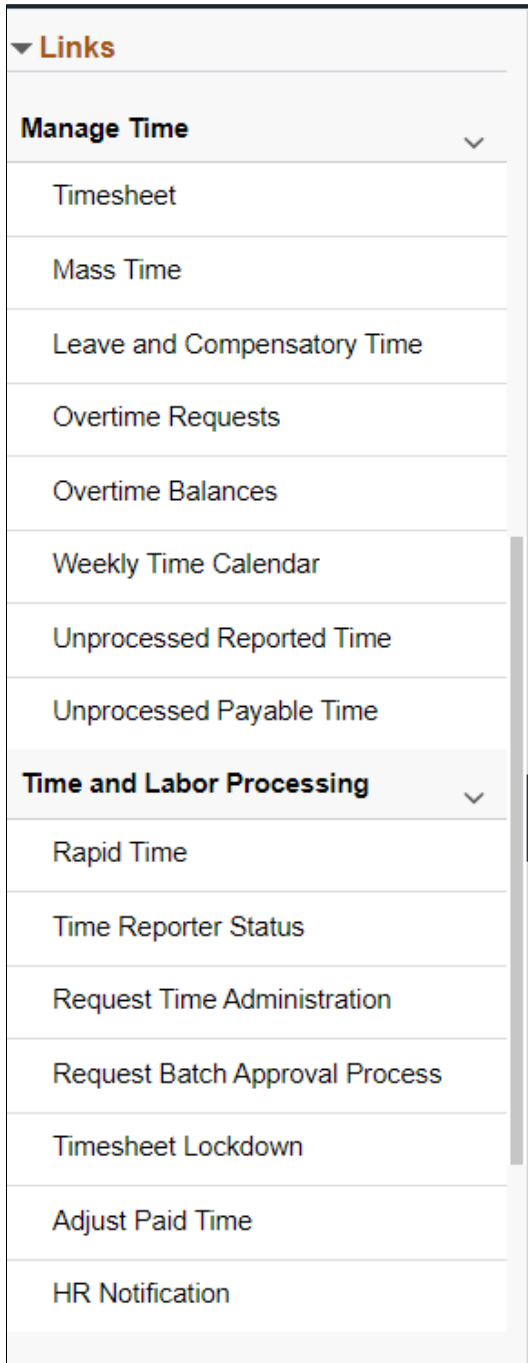 Links
Manage Time
Timesheet
Mass Time
Leave and Compensatory Time
Overtime Requests
Overtime Balances
Weekly Time Calendar
Unprocessed Reported Time
Unprocessed Payable Time
Time and Labor Processing
Rapid Time
Time Reporter Status
Request Time Administration
Request Batch Approval Process
Timesheet Lockdown
Adjust Paid Time
HR Notification